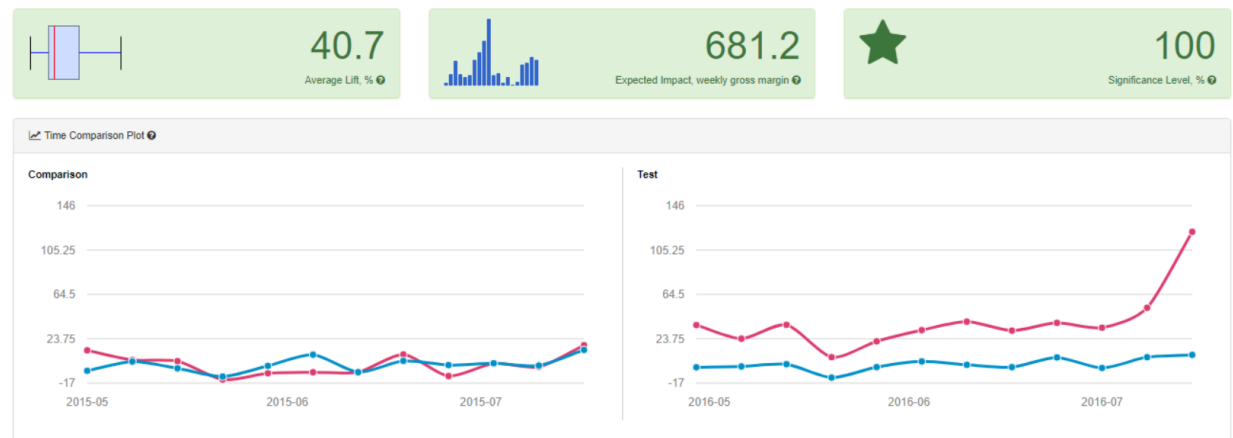 40.7
Average Lift, %
681.2
Expected Impact, weekly gross margin
100
Significance Level, %
Time Comparison Plot
Comparison
146
105.25
64.5
23.75
-17
2015-05 2015-06 2015-07
Test
146
105.25
64.5
23.75
-17
2016-05 2016-06 2016-07